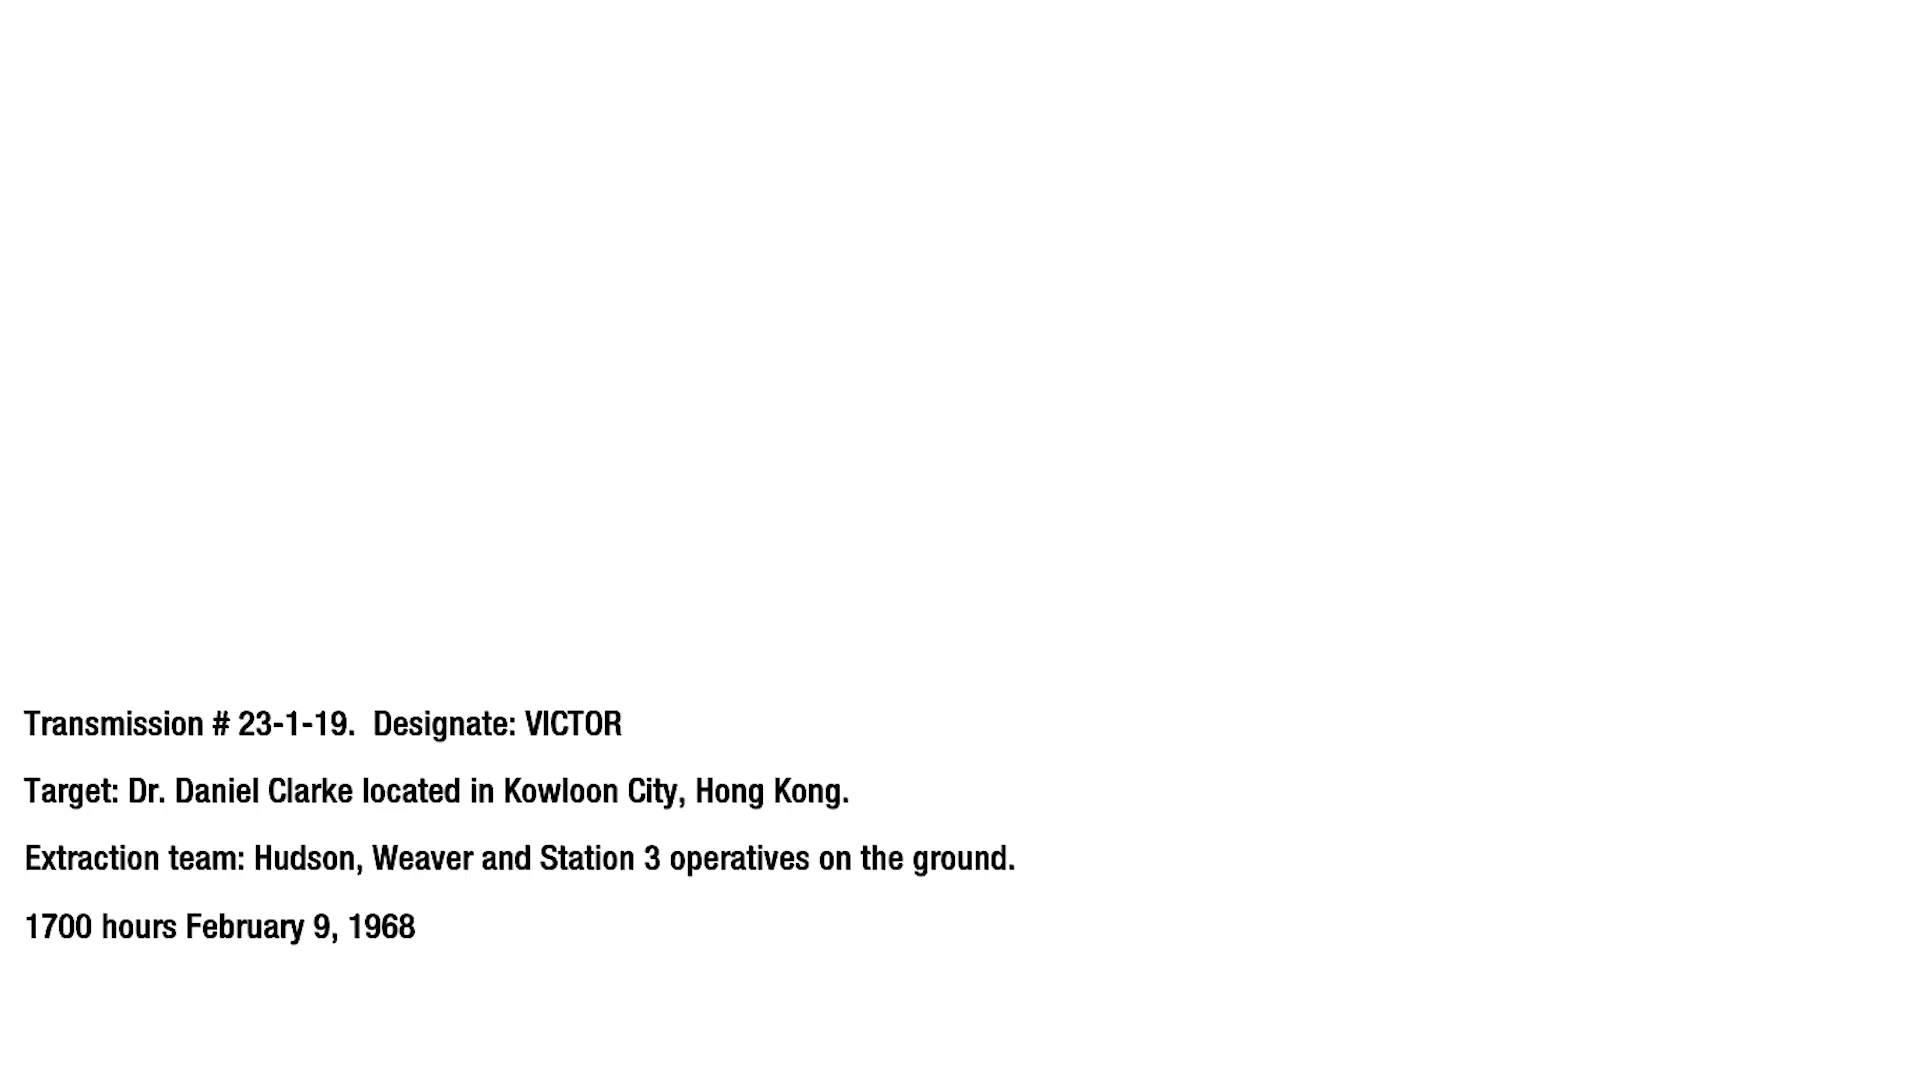 Transmission # 23-1-19.  Designate: VICTOR
Target: Dr. Daniel Clarke located in Kowloon City, Hong Kong.
Extraction team: Hudson, Weaver and Station 3 operatives on the ground.
1700 hours February 9, 1968